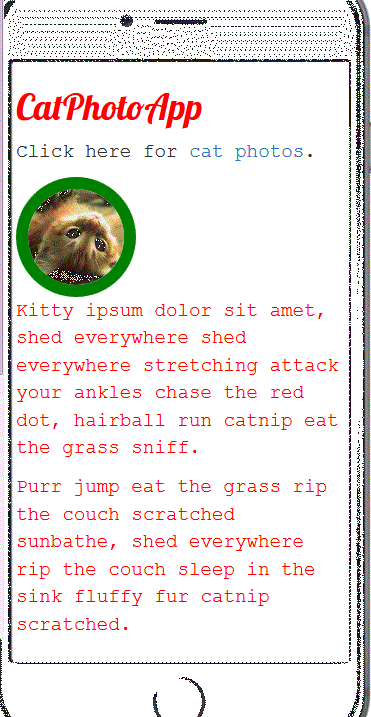 CatPhotoApp
Click here for cat photos.
Kitty ipsum dolor sit amet,
shed everywhere shed
everywhere stretching attack
your ankles chase the red
dot, hairball run catnip eat
the grass sniff.
Purr jump eat the grass rip
the couch scratched
sunbathe, shed everywhere
rip the couch sleep in the
sink fluffy fur catnip
scratched.